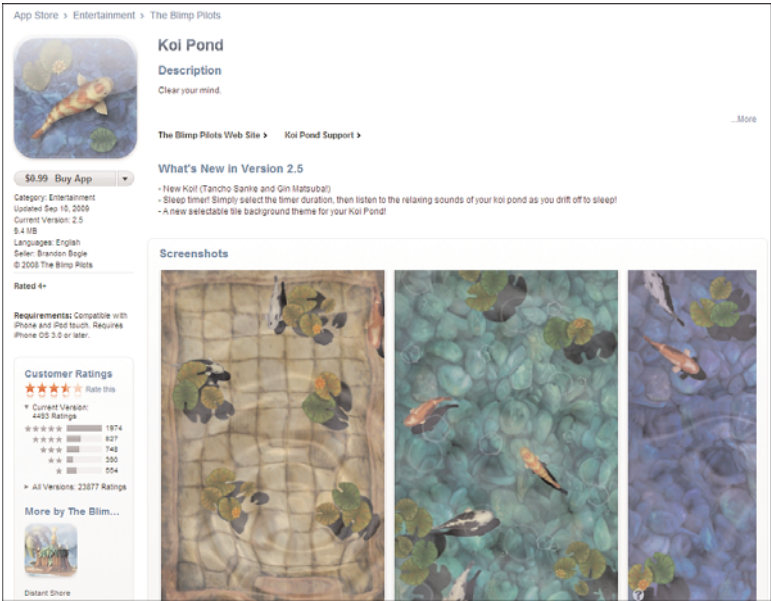 App Store > Entertainment > The Blimp Pilots
Koi Pond
Description
Clear your mind.
...More
The Blimp Pilots Web Site > Koi Pond Support >
$0.99 Buy App
What's New in Version 2.5
- New Koi! (Tancho Sanke and Gin Matsuba!)
- Sleep timer! Simply select the timer duration, then listen to the relaxing sounds of your koi pond as you drift off to sleep!
- A new selectable tile background theme for your Koi Pond!
Category: Entertainment
Updated Sep 10, 2009
Current Version: 2.5
9.4 MB
Languages: English
Seller: Brandon Bogle
© 2008 The Blimp Pilots
Rated 4+
Requirements: Compatible with
iPhone and iPod touch. Requires
iPhone OS 3.0 or later.
Screenshots
Customer Ratings
Rate this
Current Version:
4493 Ratings
1974
827
748
390
554
All Versions: 23877 Ratings
More by The Blim...
Distant Shore
?